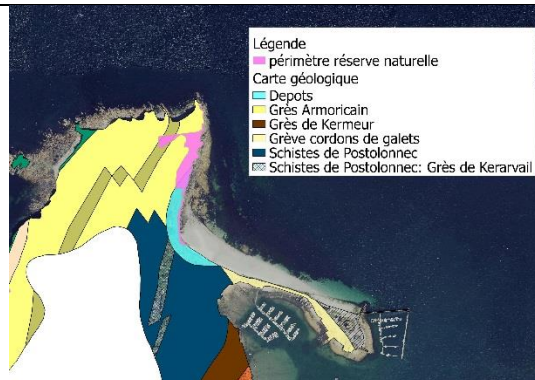 Légende
périmètre réserve naturelle
Carte géologique
Depots
Grès Armoricain
Grès de Kermeur
Grève cordons de galets
Schistes de Postolonnec
Schistes de Postolonnec: Grès de Kerarvail